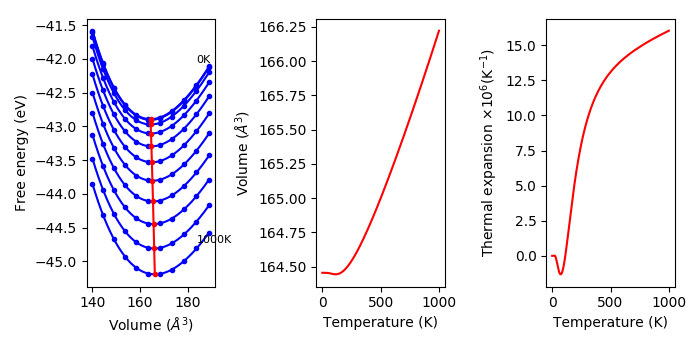 Free energy (eV)
−41.5
−42.0
−42.5
−43.0
−43.5
−44.0
−44.5
−45.0
0K
1000K
140 160 180
Volume (Å³)
Volume (Å³)
166.25
166.00
165.75
165.50
165.25
165.00
164.75
164.50
0 500 1000
Temperature (K)
Thermal expansion ×10⁶(K⁻¹)
15.0
12.5
10.0
7.5
5.0
2.5
0.0
0 500 1000
Temperature (K)